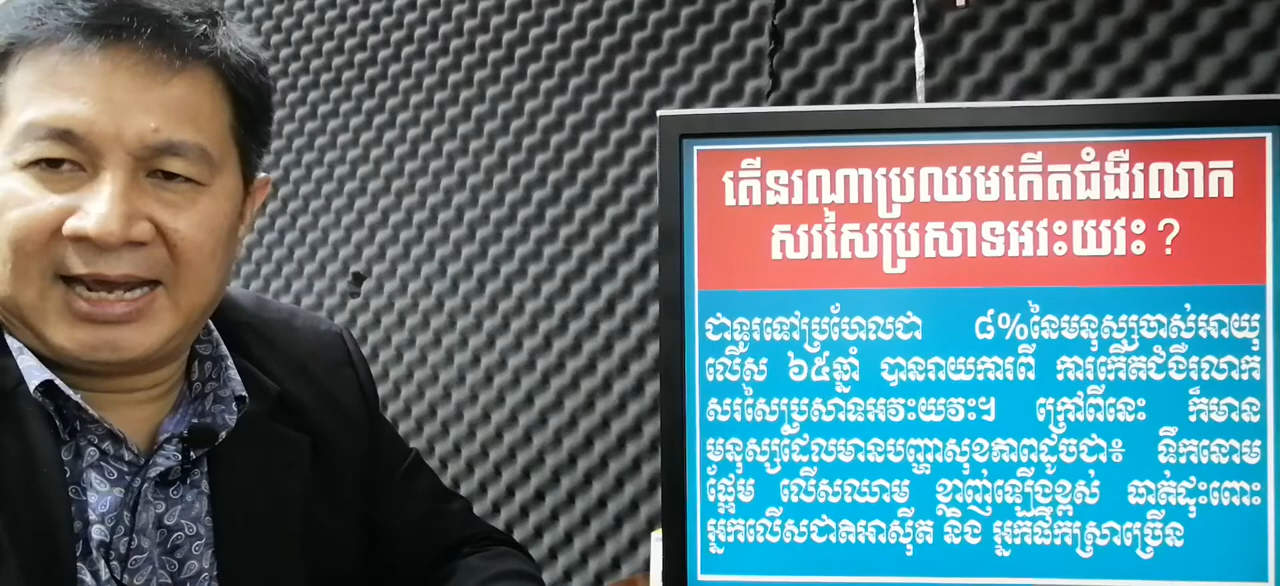 តើនរណាប្រឈមកើតជំងឺរលាក
សរសៃប្រសាទអវះយវះ ?
ជាទូរទៅប្រហែលជា ៨%នៃមនុស្សចាស់អាយុ
លើស ៦៥ឆ្នាំ បានរាយការពី ការកើតជំងឺរលាក
សរសៃប្រសាទអវះយវះ។ ក្រៅពីនេះ ក៏មាន
មនុស្សដែលមានបញ្ហាសុខភាពដូចជា៖ ទឹកនោម
ផ្អែម លើសឈាម ខ្លាញ់ឡើងខ្ពស់ ធាត់ដុះពោះ
អ្នកលើសជាតិអាស៊ីត និង អ្នកផឹកស្រាច្រើន